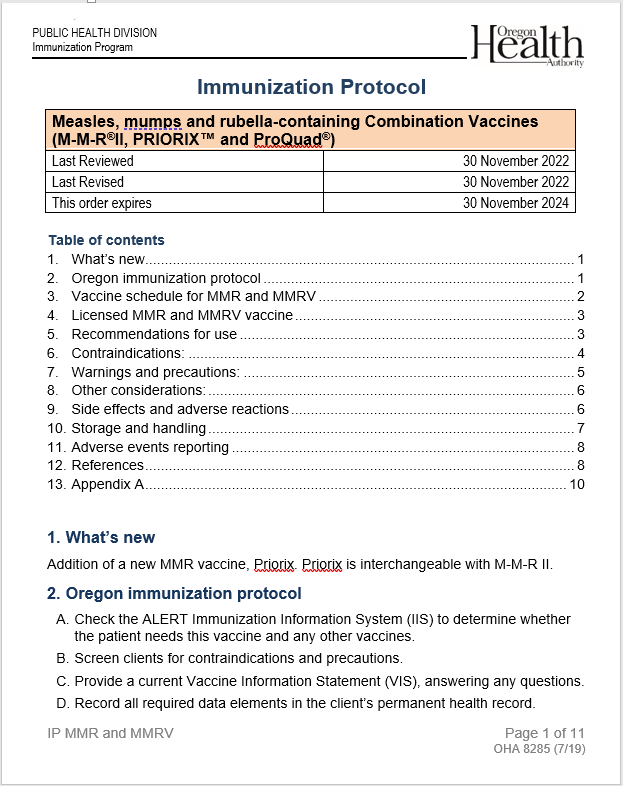 PUBLIC HEALTH DIVISION
Immunization Program
Oregon
Health
Authority
Immunization Protocol
Measles, mumps and rubella-containing Combination Vaccines
(M-M-R®II, PRIORIX™ and ProQuad®)
Last Reviewed 30 November 2022
Last Revised 30 November 2022
This order expires 30 November 2024
Table of contents
1. What’s new 1
2. Oregon immunization protocol 1
3. Vaccine schedule for MMR and MMRV 2
4. Licensed MMR and MMRV vaccine 3
5. Recommendations for use 3
6. Contraindications: 4
7. Warnings and precautions: 5
8. Other considerations: 6
9. Side effects and adverse reactions 6
10. Storage and handling 7
11. Adverse events reporting 8
12. References 8
13. Appendix A 10
1. What’s new
Addition of a new MMR vaccine, Priorix. Priorix is interchangeable with M-M-R II.
2. Oregon immunization protocol
A. Check the ALERT Immunization Information System (IIS) to determine whether
the patient needs this vaccine and any other vaccines.
B. Screen clients for contraindications and precautions.
C. Provide a current Vaccine Information Statement (VIS), answering any questions.
D. Record all required data elements in the client’s permanent health record.
IP MMR and MMRV Page 1 of 11
OHA 8285 (7/19)